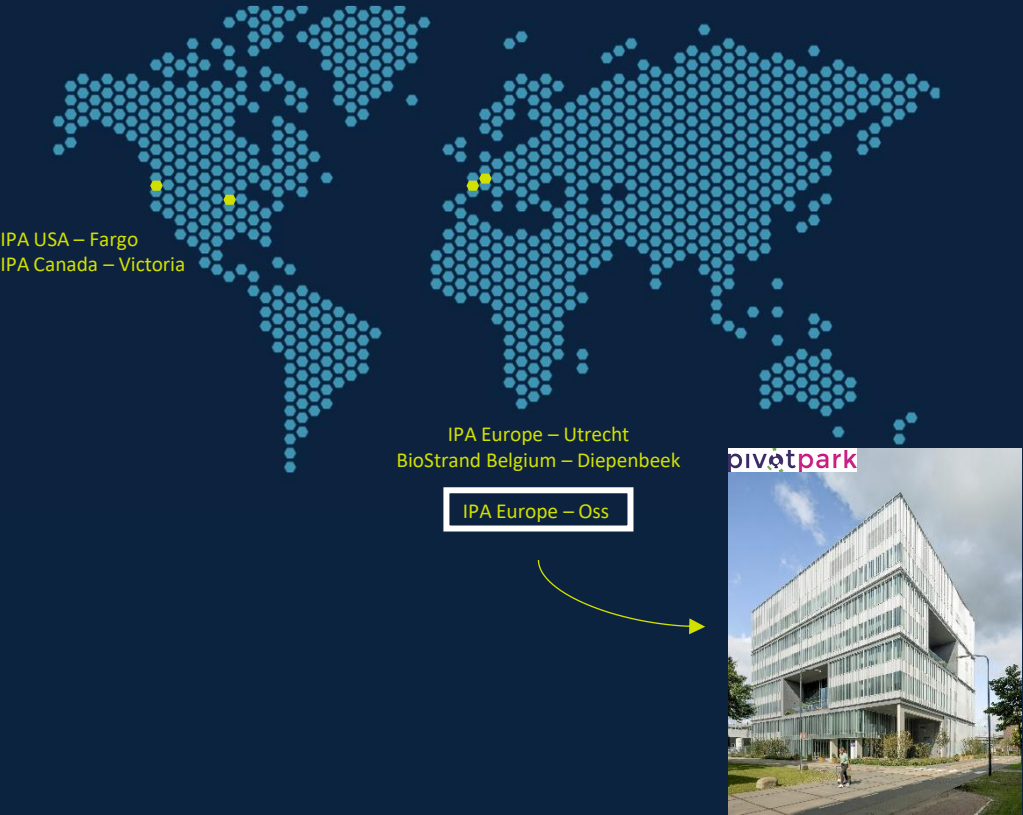 IPA USA – Fargo
IPA Canada – Victoria
IPA Europe – Utrecht
BioStrand Belgium – Diepenbeek
IPA Europe – Oss
pivotpark